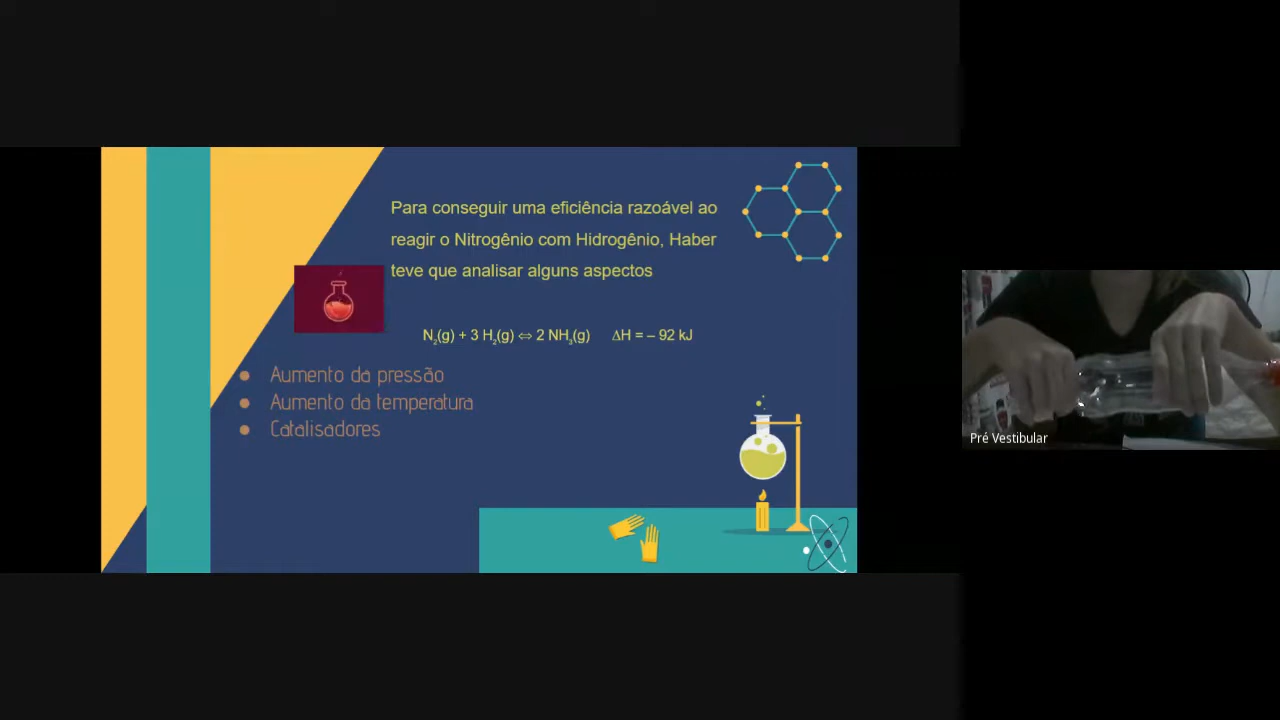 Para conseguir uma eficiência razoável ao
reagir o Nitrogênio com Hidrogênio, Haber
teve que analisar alguns aspectos
N₂(g) + 3 H₂(g) ⇔ 2 NH₃(g) ΔH = – 92 kJ
● Aumento da pressão
● Aumento da temperatura
● Catalisadores
Pré Vestibular